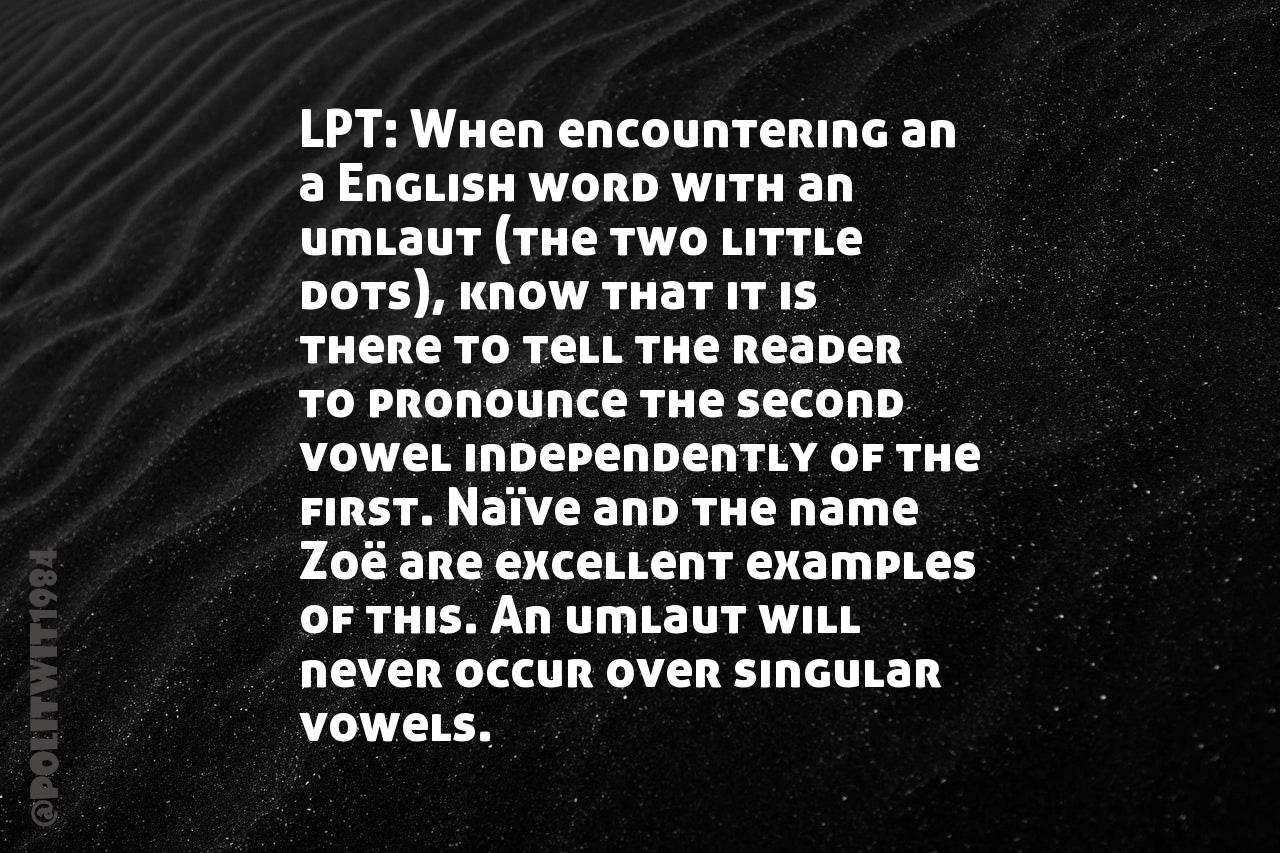 LPT: When encountering an
a English word with an
umlaut (the two little
dots), know that it is
there to tell the reader
to pronounce the second
vowel independently of the
first. Naïve and the name
Zoë are excellent examples
of this. An umlaut will
never occur over singular
vowels.
@POLITWIT1984